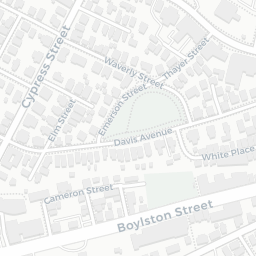 Waverly Street
Thayer Street
Cypress Street
Elm Street
Emerson Street
Davis Avenue
White Place
Cameron Street
Boylston Street